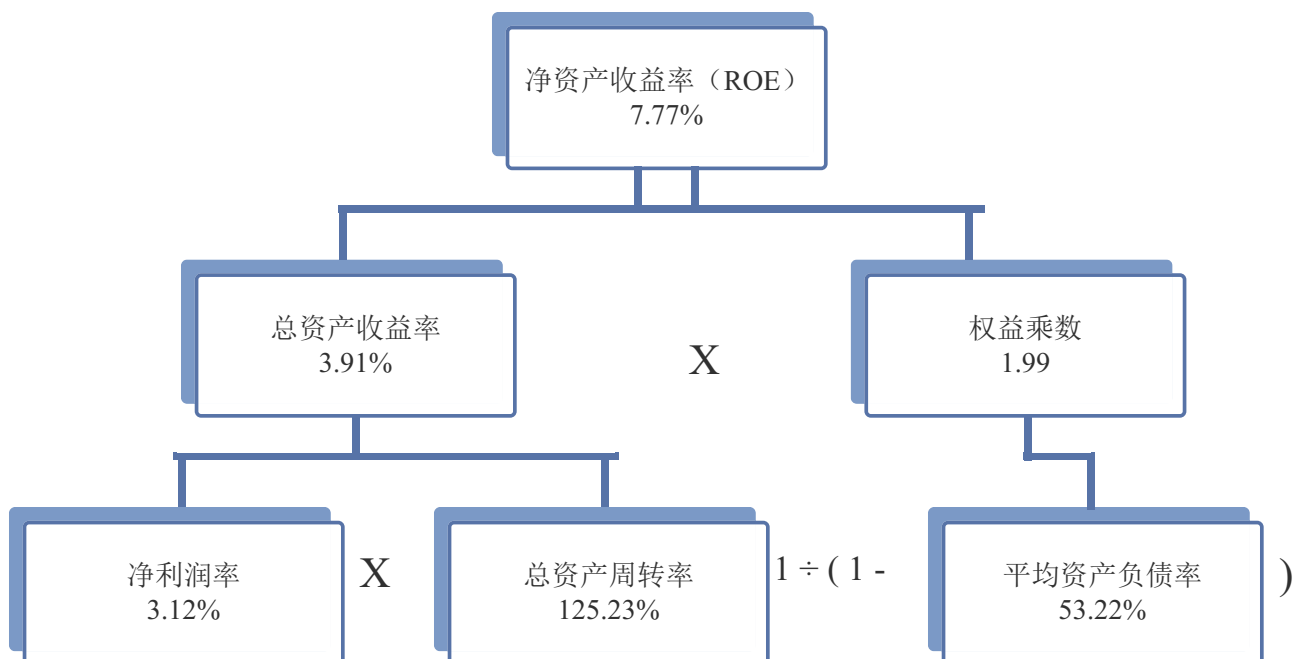 净资产收益率（ROE）
7.77%
总资产收益率
3.91%
X
权益乘数
1.99
净利润率
3.12%
X
总资产周转率
125.23%
1 ÷ ( 1 -
平均资产负债率
53.22%
)